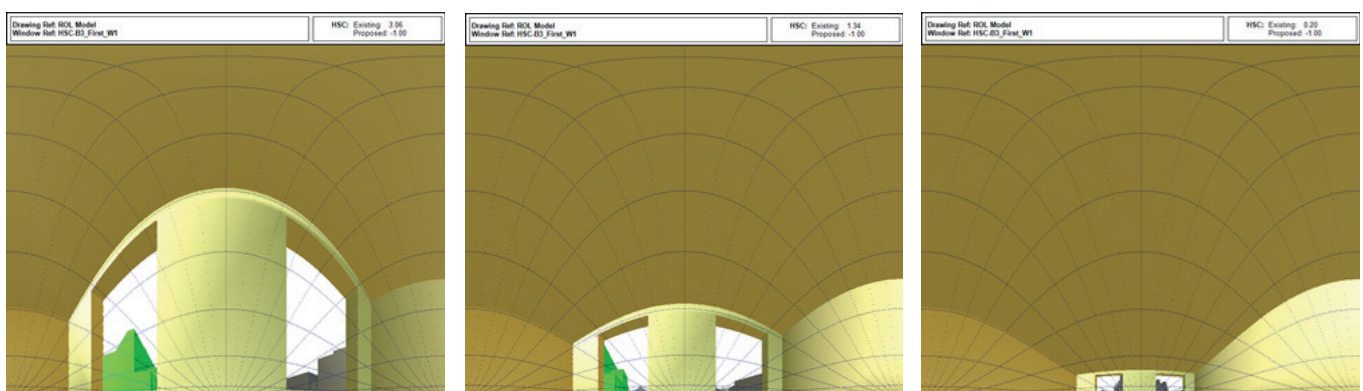 Drawing Ref: ROL Model
Window Ref: HSC-B3_First_W1
HSC: Existing: 3.06
Proposed: -1.00
Drawing Ref: ROL Model
Window Ref: HSC-B3_First_W1
HSC: Existing: 1.34
Proposed: -1.00
Drawing Ref: ROL Model
Window Ref: HSC-B3_First_W1
HSC: Existing: 0.20
Proposed: -1.00